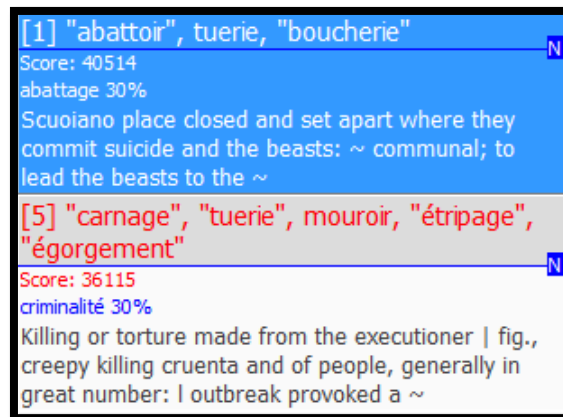 [1] "abattoir", tuerie, "boucherie"
N
Score: 40514
abattage 30%
Scuoiano place closed and set apart where they
commit suicide and the beasts: ~ communal; to
lead the beasts to the ~
[5] "carnage", "tuerie", mouroir, "étripage",
"égorgement"
N
Score: 36115
criminalité 30%
Killing or torture made from the executioner | fig.,
creepy killing cruenta and of people, generally in
great number: l outbreak provoked a ~